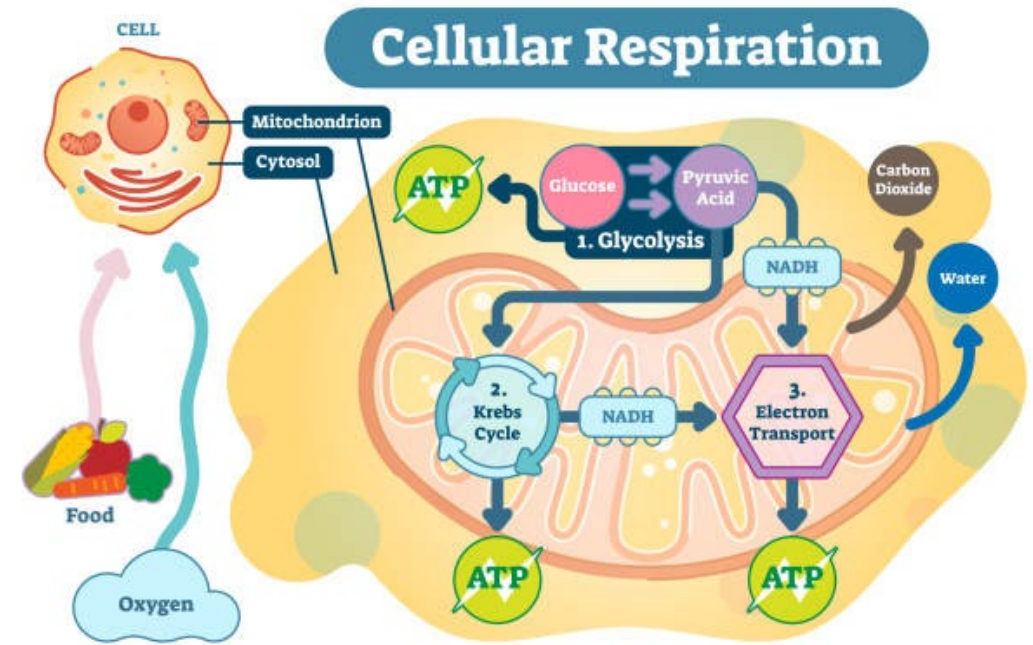 Cellular Respiration
CELL
Mitochondrion
Cytosol
ATP
Glucose
Pyruvic
Acid
1. Glycolysis
Carbon
Dioxide
NADH
Water
2.
Krebs
Cycle
NADH
3.
Electron
Transport
Food
Oxygen
ATP
ATP